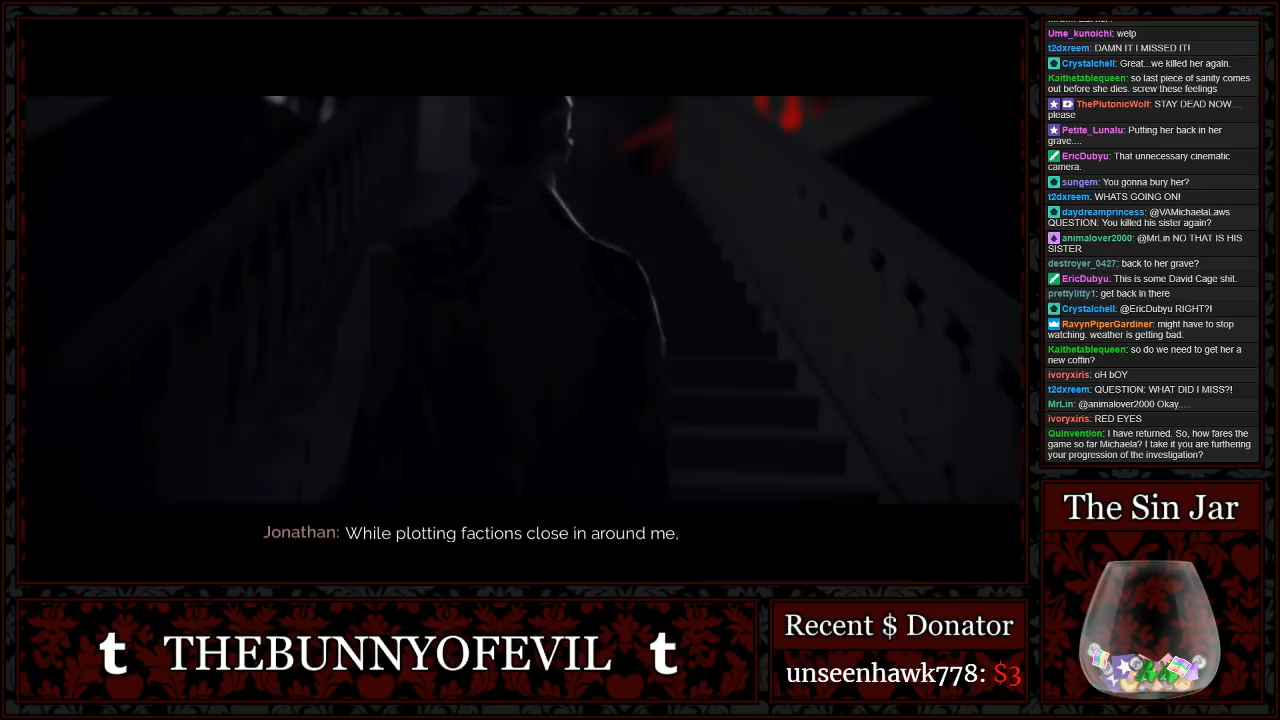 Ume_kunoichi: welp
t2dxreem: DAMN IT I MISSED IT!
Crystalchell: Great...we killed her again.
Kaithetablequeen: so last piece of sanity comes
out before she dies. screw these feelings
ThePlutonicWolf: STAY DEAD NOW....
please
Petite_Lunalu: Putting her back in her
grave....
EricDubyu: That unnecessary cinematic
camera.
sungem: You gonna bury her?
t2dxreem: WHATS GOING ON!
daydreamprincess: @VAMichaelaLaws
QUESTION: You killed his sister again?
animalover2000: @MrLin NO THAT IS HIS
SISTER
destroyer_0427: back to her grave?
EricDubyu: This is some David Cage shit.
prettylitty1: get back in there
Crystalchell: @EricDubyu RIGHT?!
RavynPiperGardiner: might have to stop
watching. weather is getting bad.
Kaithetablequeen: so do we need to get her a
new coffin?
ivoryxiris: oH bOY
t2dxreem: QUESTION: WHAT DID I MISS?!
MrLin: @animalover2000 Okay.....
ivoryxiris: RED EYES
Quinvention: I have returned. So, how fares the
game so far Michaela? I take it you are furthering
your progression of the investigation?
Jonathan: While plotting factions close in around me,
The Sin Jar
t THEBUNNYOFEVIL t
Recent $ Donator
unseenhawk778: $3